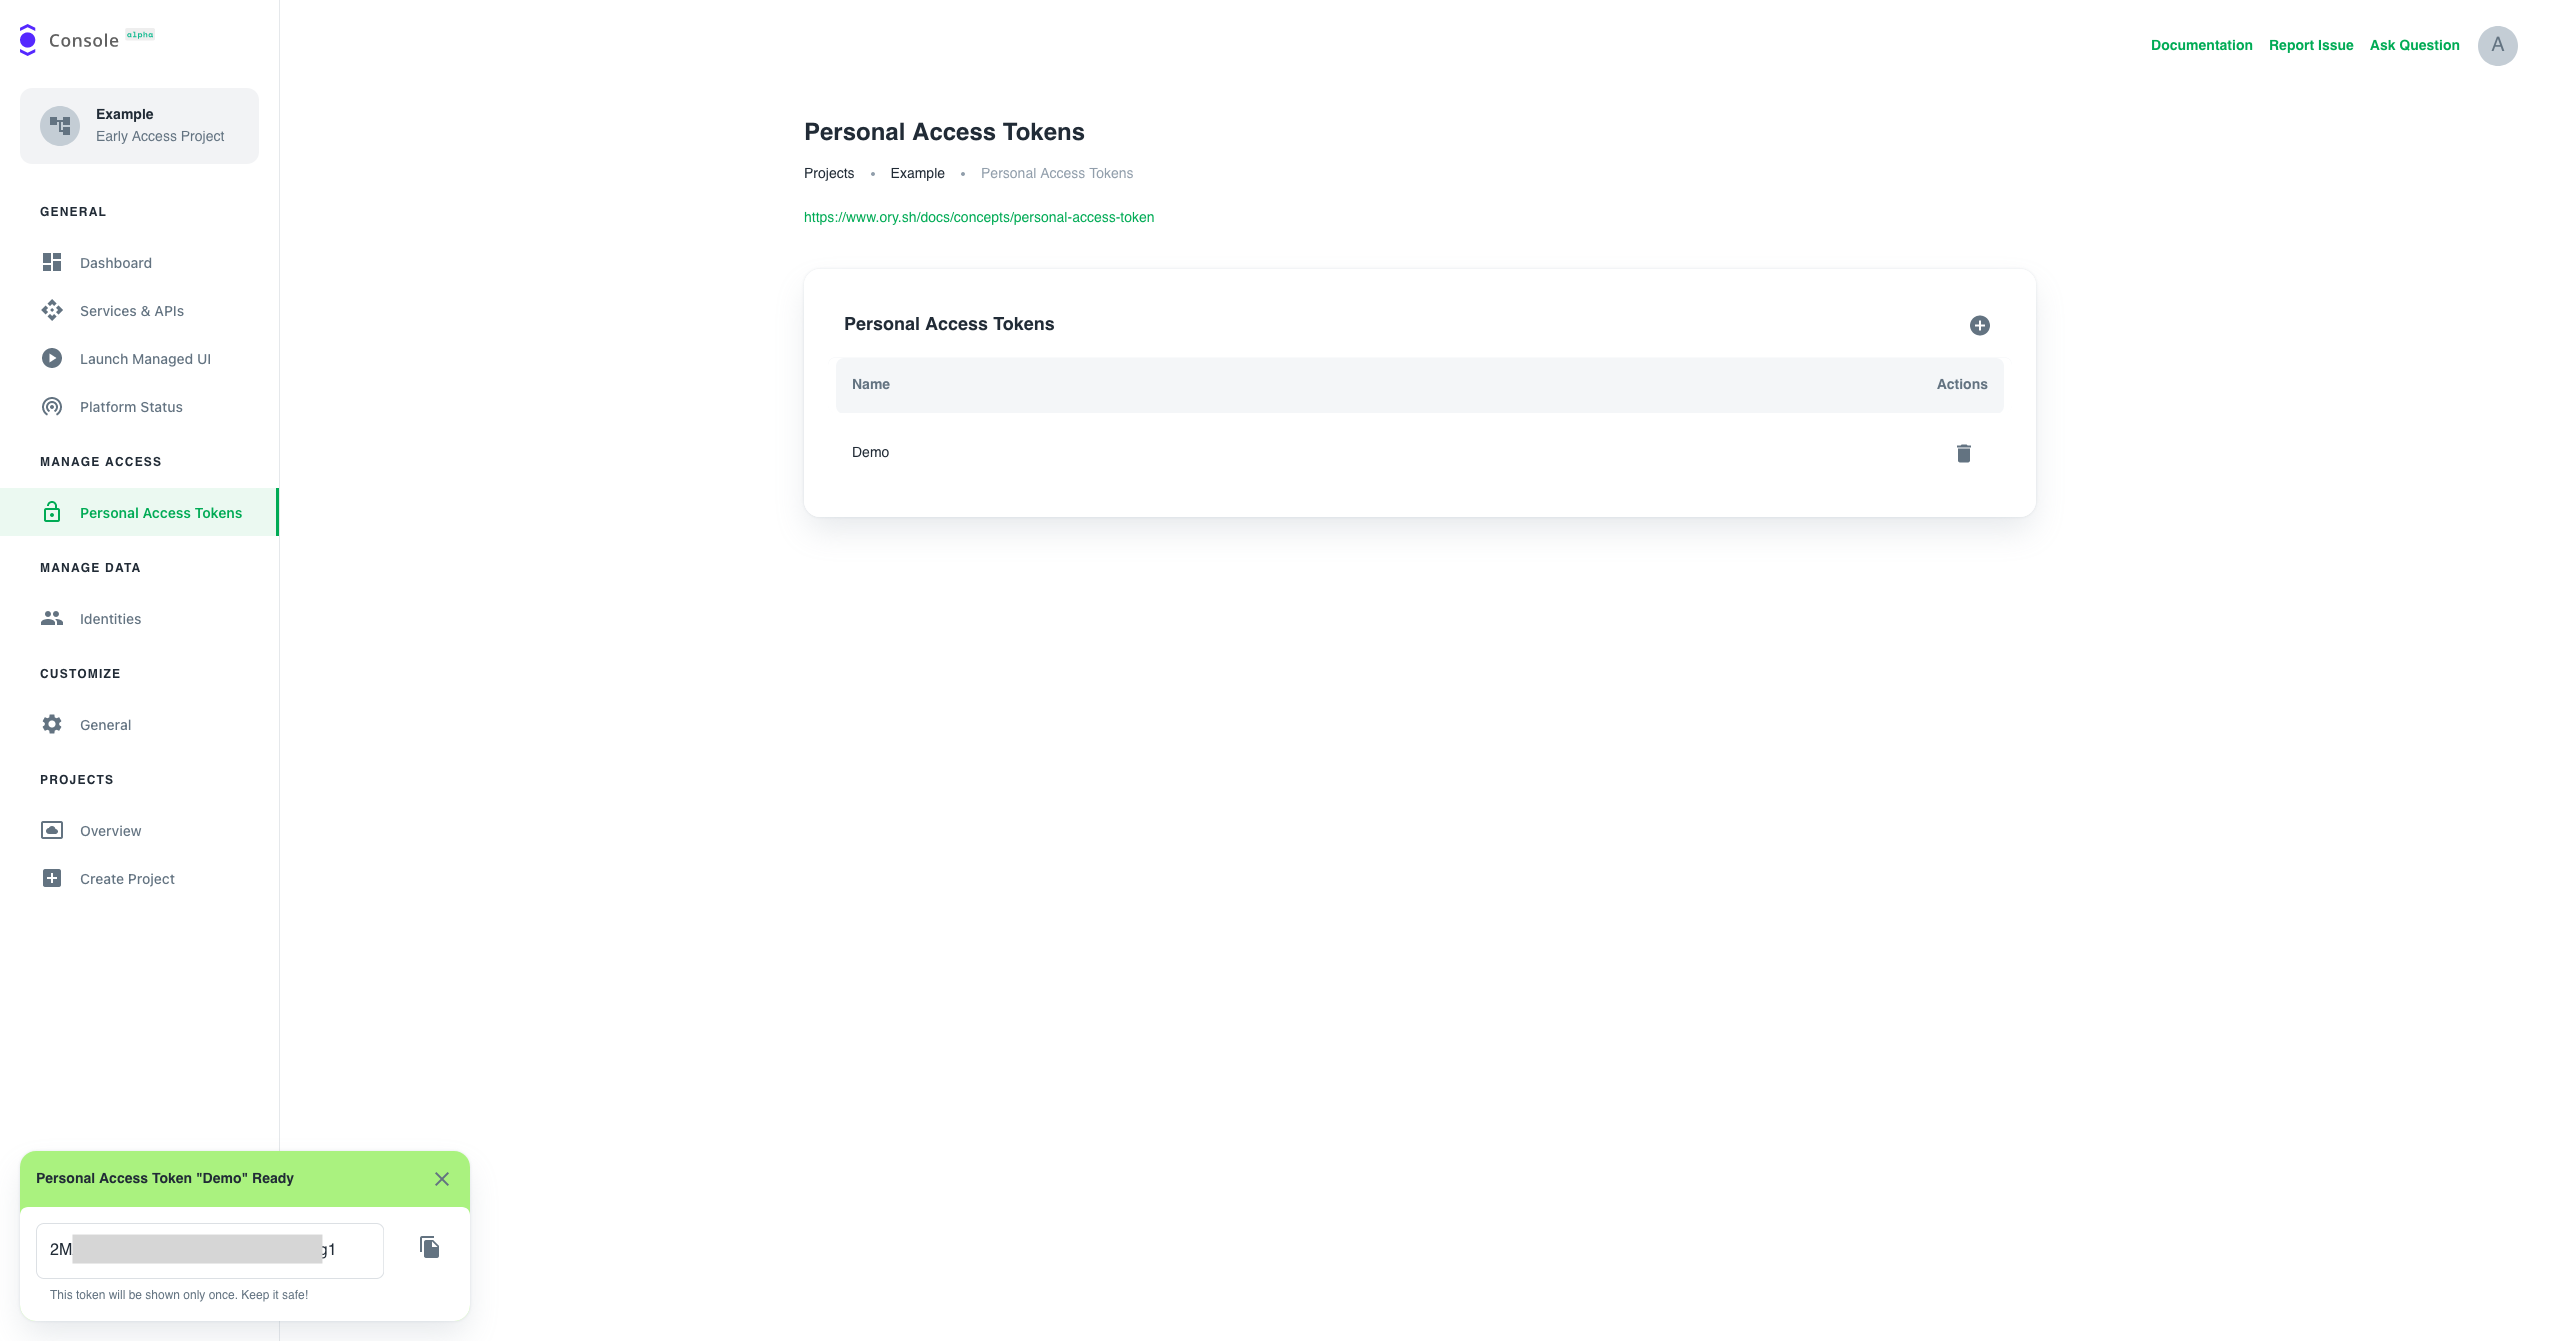 Console alpha
Documentation Report Issue Ask Question A
Example
Early Access Project
GENERAL
Dashboard
Services & APIs
Launch Managed UI
Platform Status
MANAGE ACCESS
Personal Access Tokens
MANAGE DATA
Identities
CUSTOMIZE
General
PROJECTS
Overview
Create Project
Personal Access Tokens
Projects • Example • Personal Access Tokens
https://www.ory.sh/docs/concepts/personal-access-token
Personal Access Tokens
Name Actions
Demo
Personal Access Token "Demo" Ready
2M g1
This token will be shown only once. Keep it safe!